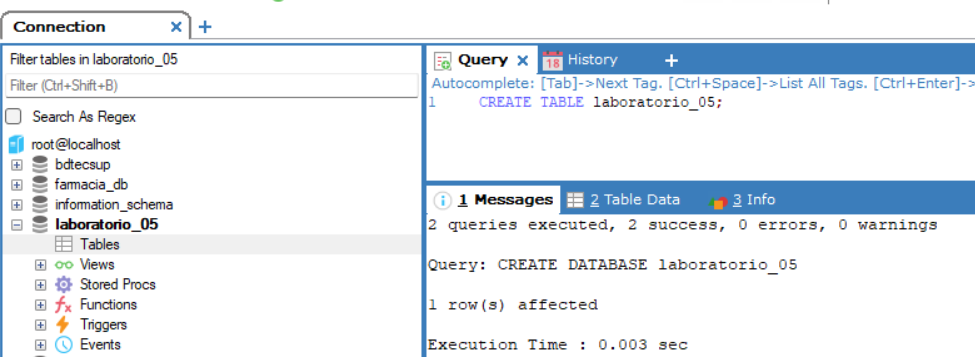 Connection
Filter tables in laboratorio_05
Filter (Ctrl+Shift+B)
Search As Regex
root@localhost
bdtecsup
farmacia_db
information_schema
laboratorio_05
Tables
Views
Stored Procs
Functions
Triggers
Events
Query
18 History
Autocomplete: [Tab]->Next Tag. [Ctrl+Space]->List All Tags. [Ctrl+Enter]->
1 CREATE TABLE laboratorio_05;
1 Messages 2 Table Data 3 Info
2 queries executed, 2 success, 0 errors, 0 warnings
Query: CREATE DATABASE laboratorio_05
1 row(s) affected
Execution Time : 0.003 sec